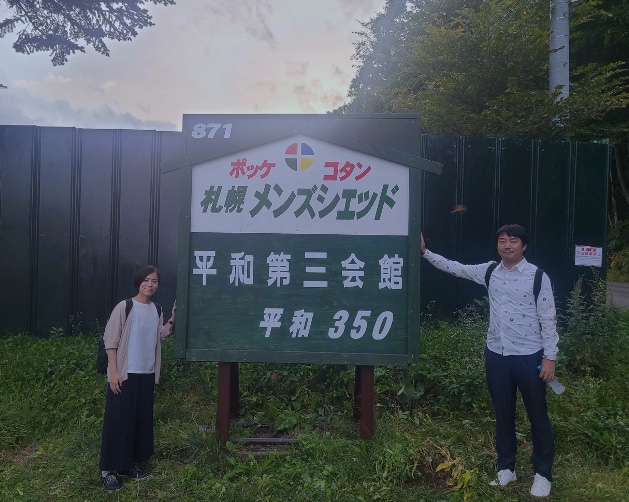 871
ポッケ コタン
札幌 メンズシエッド
平和第三会館
平和 350